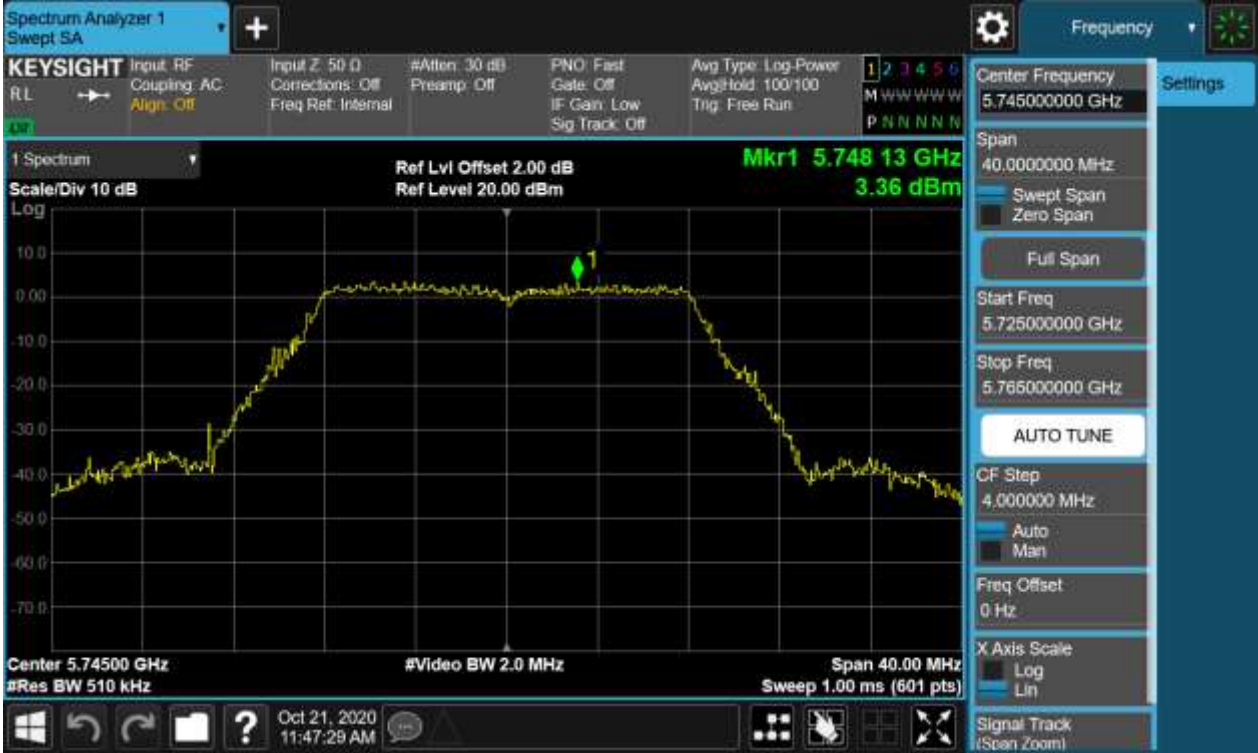 Spectrum Analyzer 1
Swept SA
+
Frequency
KEYSIGHT
RL
Input: RF
Coupling: AC
Align: Off
Input Z: 50 Ω
Corrections: Off
Freq Ref: Internal
#Atten: 30 dB
Preamp: Off
PNO: Fast
Gate: Off
IF Gain: Low
Sig Track: Off
Avg Type: Log-Power
Avg|Hold: 100/100
Trig: Free Run
1 2 3 4 5 6
M W W W W W
P N N N N N
Center Frequency
5.745000000 GHz
Settings
Span
40.0000000 MHz
Swept Span
Zero Span
Full Span
Start Freq
5.725000000 GHz
Stop Freq
5.765000000 GHz
AUTO TUNE
CF Step
4.000000 MHz
Auto
Man
Freq Offset
0 Hz
X Axis Scale
Log
Lin
Signal Track
(Span Zoom)
1 Spectrum
Scale/Div 10 dB
Log
Ref Lvl Offset 2.00 dB
Ref Level 20.00 dBm
Mkr1 5.748 13 GHz
3.36 dBm
1
10.0
0.00
-10.0
-20.0
-30.0
-40.0
-50.0
-60.0
-70.0
Center 5.74500 GHz
#Res BW 510 kHz
#Video BW 2.0 MHz
Span 40.00 MHz
Sweep 1.00 ms (601 pts)
?
Oct 21, 2020
11:47:29 AM